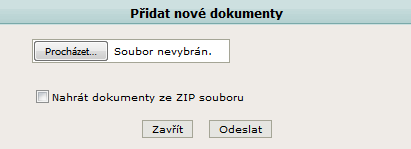 Přidat nové dokumenty
Procházet... Soubor nevybrán.
Nahrát dokumenty ze ZIP souboru
Zavřít Odeslat